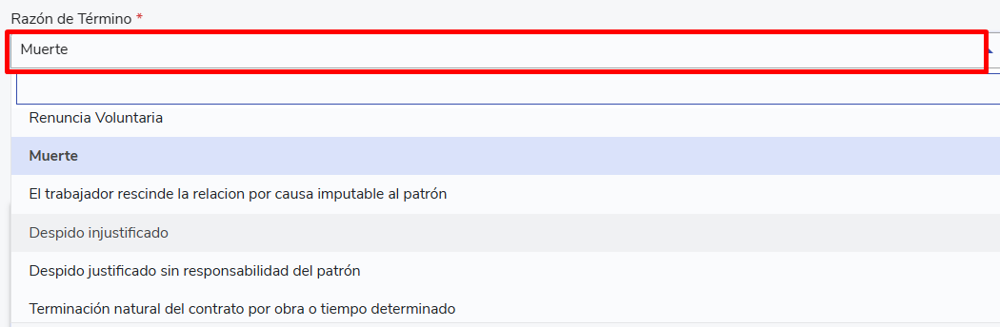 Razón de Término *
Muerte
Renuncia Voluntaria
Muerte
El trabajador rescinde la relacion por causa imputable al patrón
Despido injustificado
Despido justificado sin responsabilidad del patrón
Terminación natural del contrato por obra o tiempo determinado